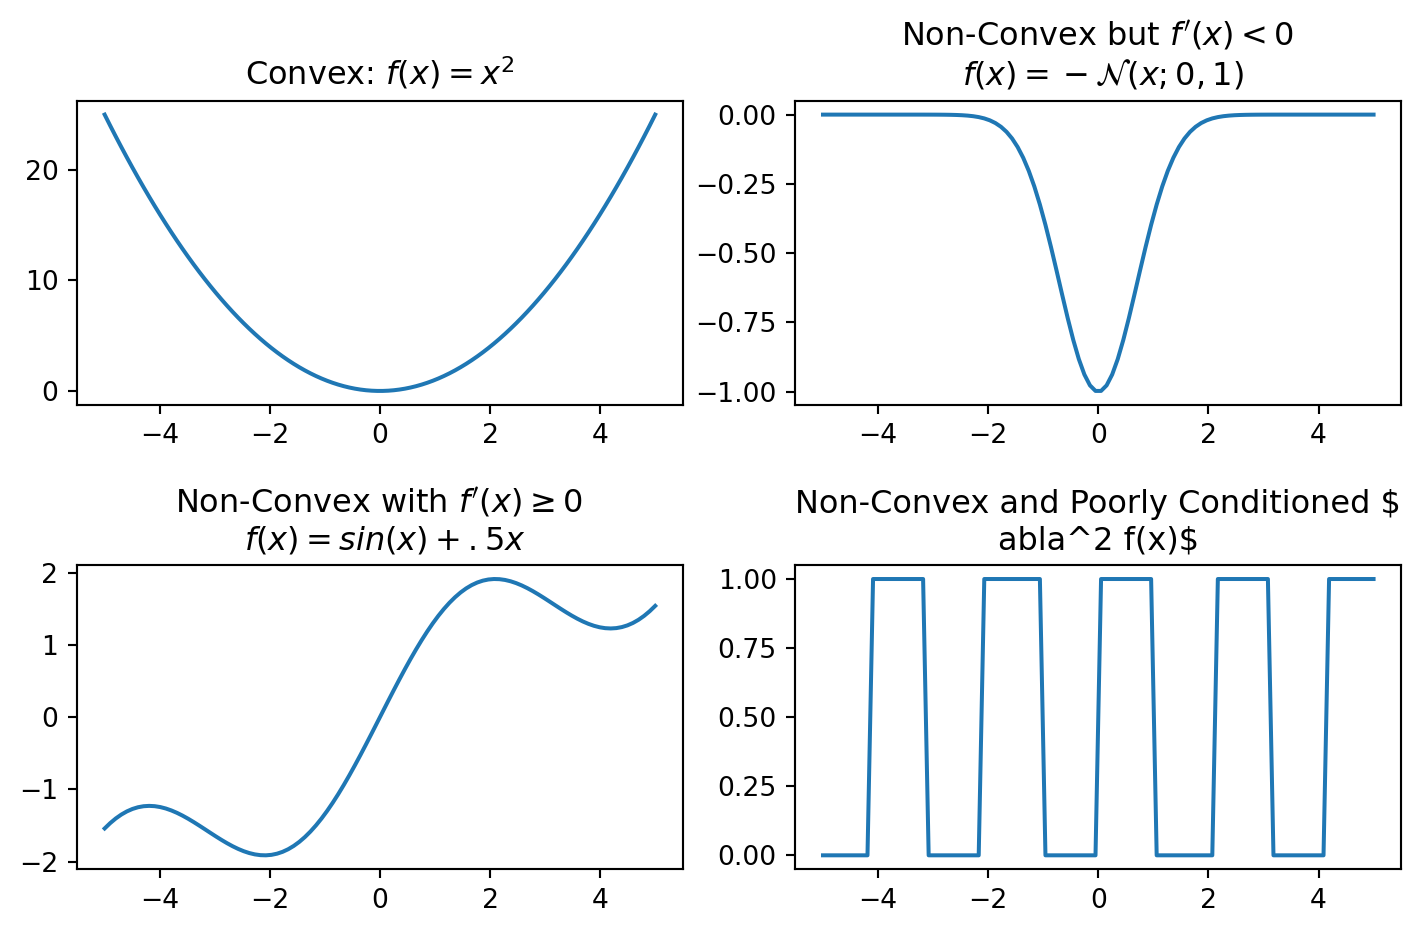 Convex: f(x) = x²
20
10
0
−4 −2 0 2 4
Non-Convex but f′(x) < 0
f(x) = − 𝒩(x; 0, 1)
0.00
−0.25
−0.50
−0.75
−1.00
−4 −2 0 2 4
Non-Convex with f′(x) ≥ 0
f(x) = sin(x) + . 5x
2
1
0
−1
−2
−4 −2 0 2 4
Non-Convex and Poorly Conditioned $
abla^2 f(x)$
1.00
0.75
0.50
0.25
0.00
−4 −2 0 2 4